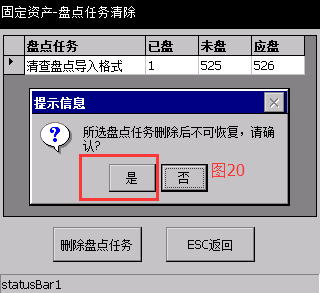 固定资产-盘点任务清除
盘点任务 已盘 未盘 应盘
清查盘点导入格式 1 525 526
提示信息
所选盘点任务删除后不可恢复，请确
认?
是 否 图20
删除盘点任务 ESC返回
statusBar1